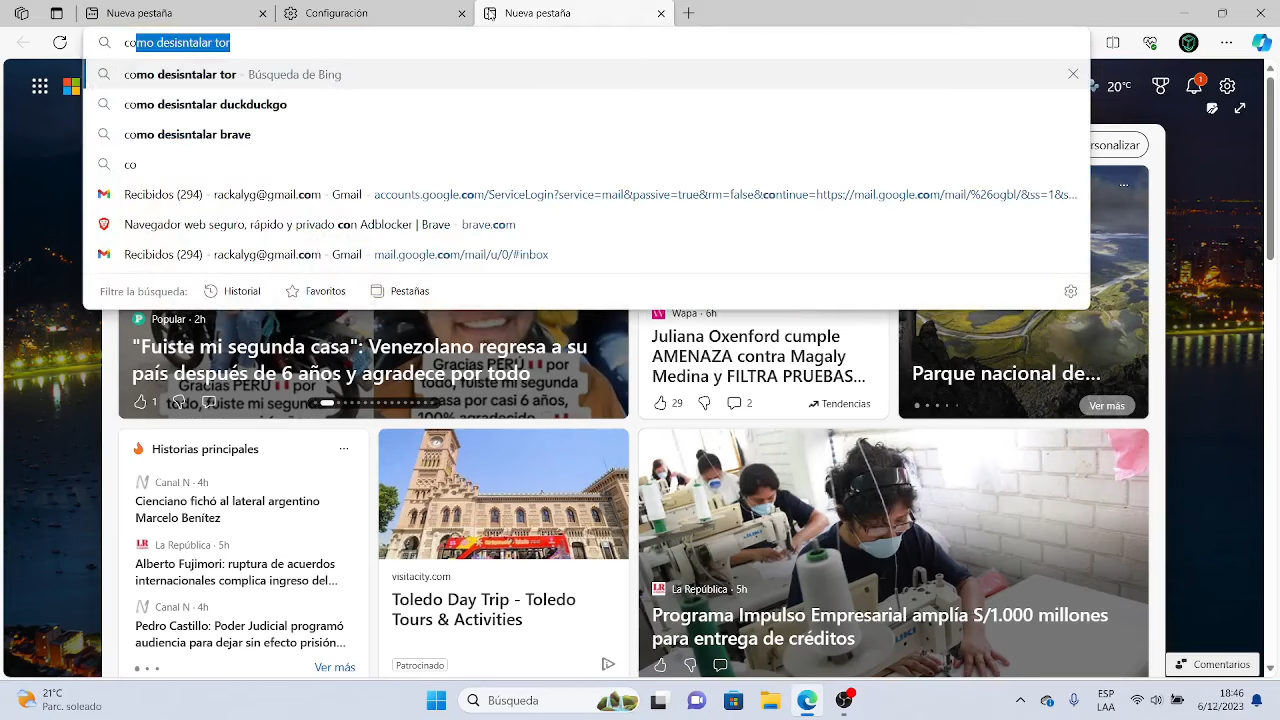 Nueva pestaña
Configuración
Nueva pestaña
como desisntalar tor
como desisntalar tor - Búsqueda de Bing
como desisntalar duckduckgo
como desisntalar brave
co
Recibidos (294) - rackalyg@gmail.com - Gmail - accounts.google.com/ServiceLogin?service=mail&passive=true&rm=false&continue=https://mail.google.com/mail/%26ogbl/&ss=1&s...
Navegador web seguro, rápido y privado con Adblocker | Brave - brave.com
Recibidos (294) - rackalyg@gmail.com - Gmail - mail.google.com/mail/u/0/#inbox
Filtre la búsqueda: Historial Favoritos Pestañas
20°C
1
Popular · 2h
"Fuiste mi segunda casa": Venezolano regresa a su
país después de 6 años y agradece por todo
1
Wapa · 6h
Juliana Oxenford cumple
AMENAZA contra Magaly
Medina y FILTRA PRUEBAS...
29 2 Tendencias
Parque nacional de...
Ver más
Historias principales
Canal N · 4h
Cienciano fichó al lateral argentino
Marcelo Benítez
La República · 5h
Alberto Fujimori: ruptura de acuerdos
internacionales complica ingreso del...
Canal N · 4h
Pedro Castillo: Poder Judicial programó
audiencia para dejar sin efecto prisión...
Ver más
visitacity.com
Toledo Day Trip - Toledo
Tours & Activities
Patrocinado
LR La República · 5h
Programa Impulso Empresarial amplía S/1.000 millones
para entrega de créditos
Comentarios
21°C
Parc. soleado
Búsqueda
ESP
LAA
18:46
6/12/2023